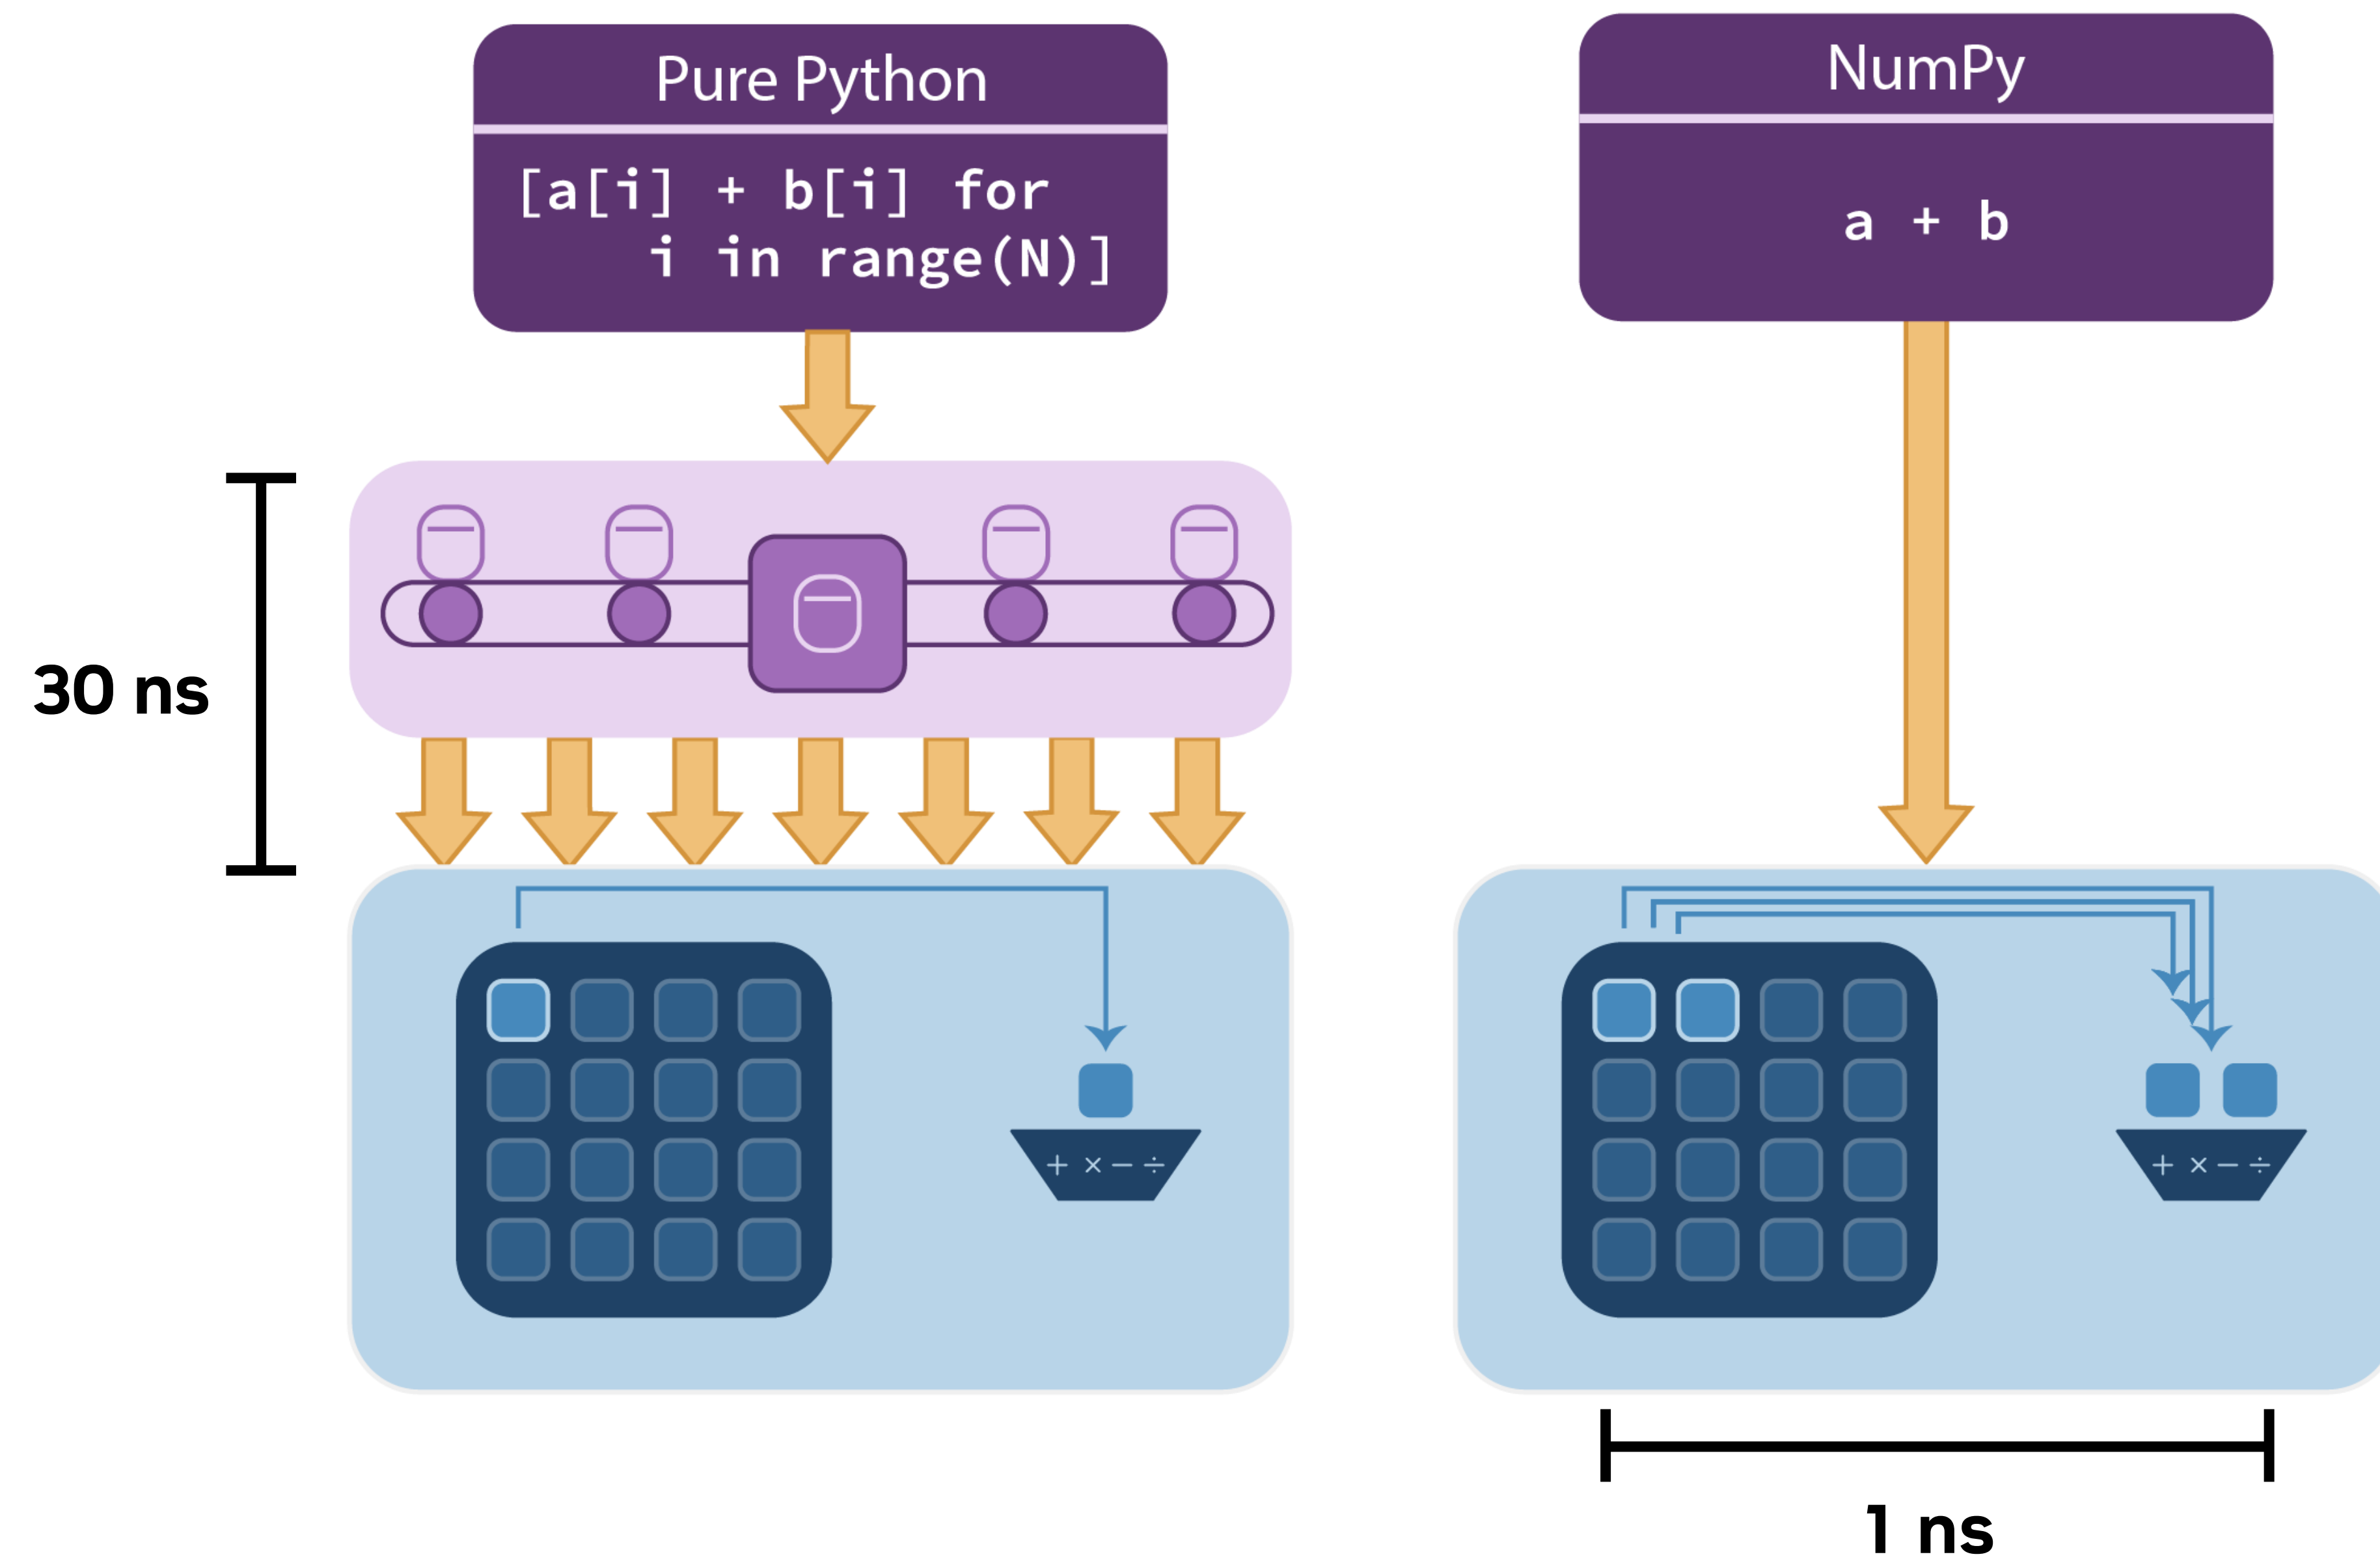 Pure Python
[a[i] + b[i] for
i in range(N)]
NumPy
a + b
30 ns
+ × − ÷
+ × − ÷
1 ns